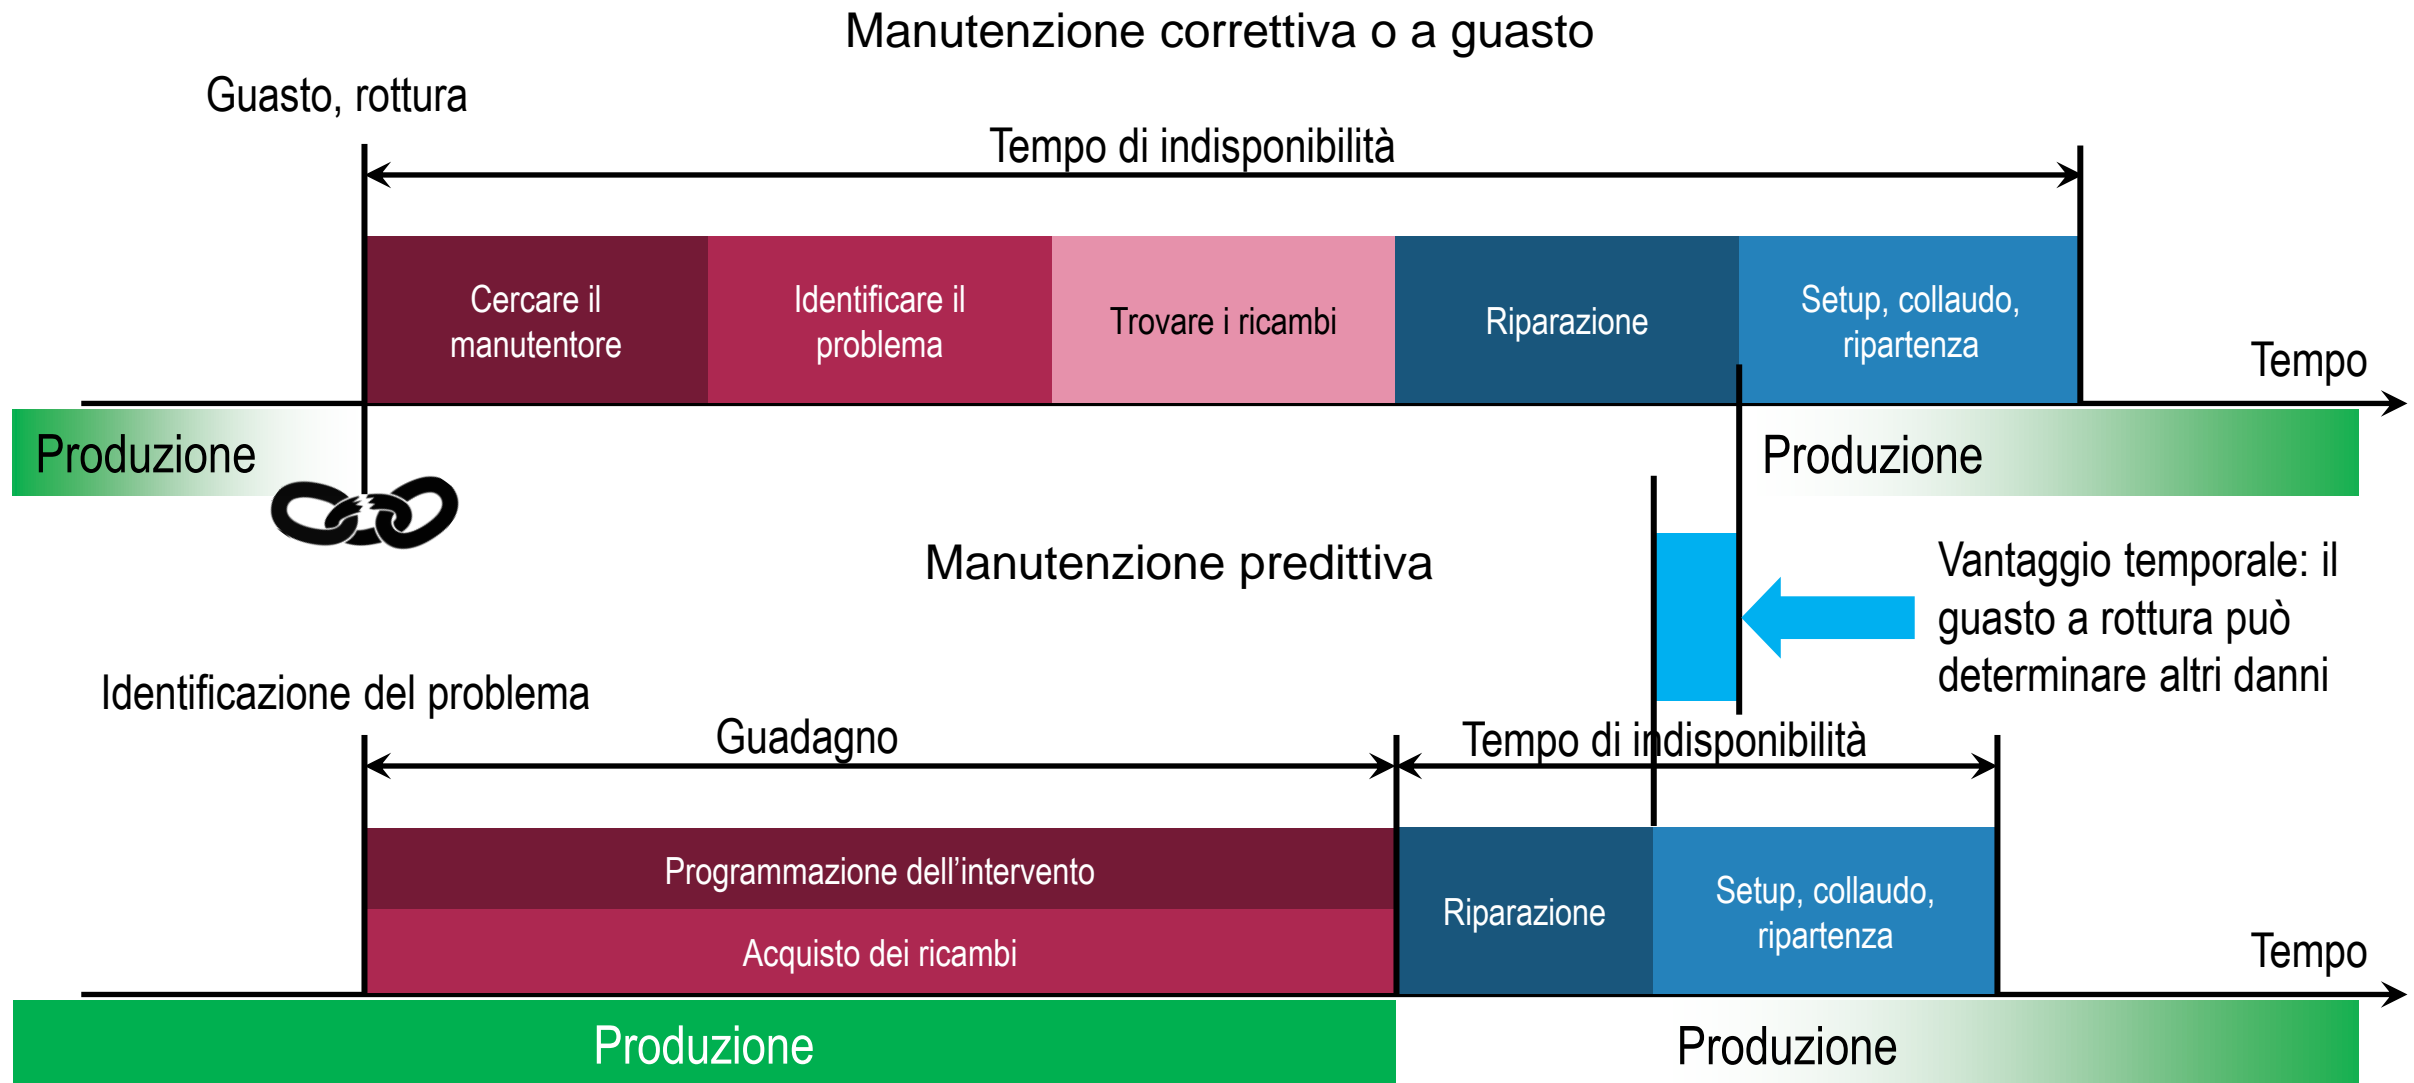 Manutenzione correttiva o a guasto
Guasto, rottura
Tempo di indisponibilità
Cercare il
manutentore
Identificare il
problema
Trovare i ricambi
Riparazione
Setup, collaudo,
ripartenza
Tempo
Produzione
Produzione
Manutenzione predittiva
Vantaggio temporale: il
guasto a rottura può
determinare altri danni
Identificazione del problema
Guadagno
Tempo di indisponibilità
Programmazione dell’intervento
Acquisto dei ricambi
Riparazione
Setup, collaudo,
ripartenza
Tempo
Produzione
Produzione